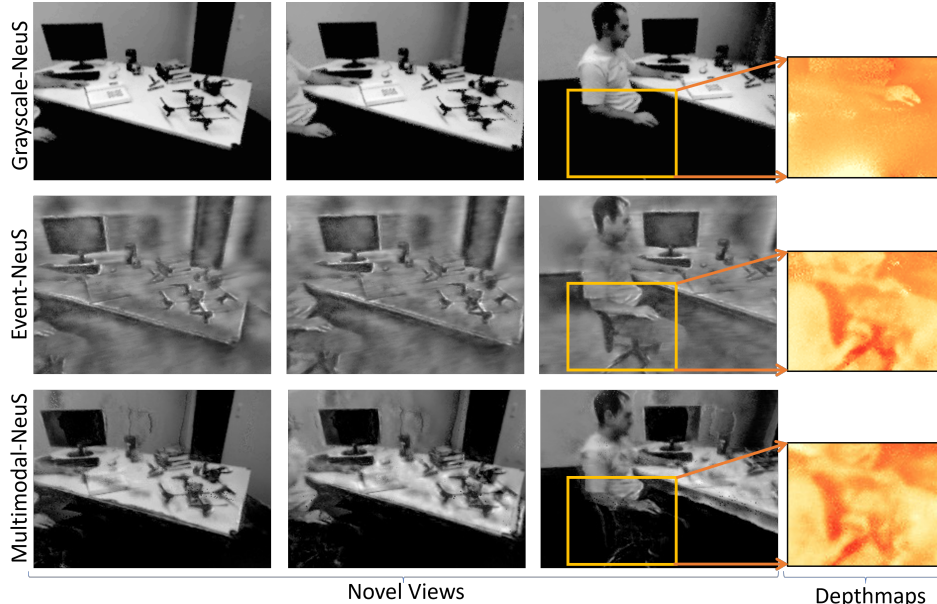 Grayscale-NeuS
Event-NeuS
Multimodal-NeuS
Novel Views
Depthmaps